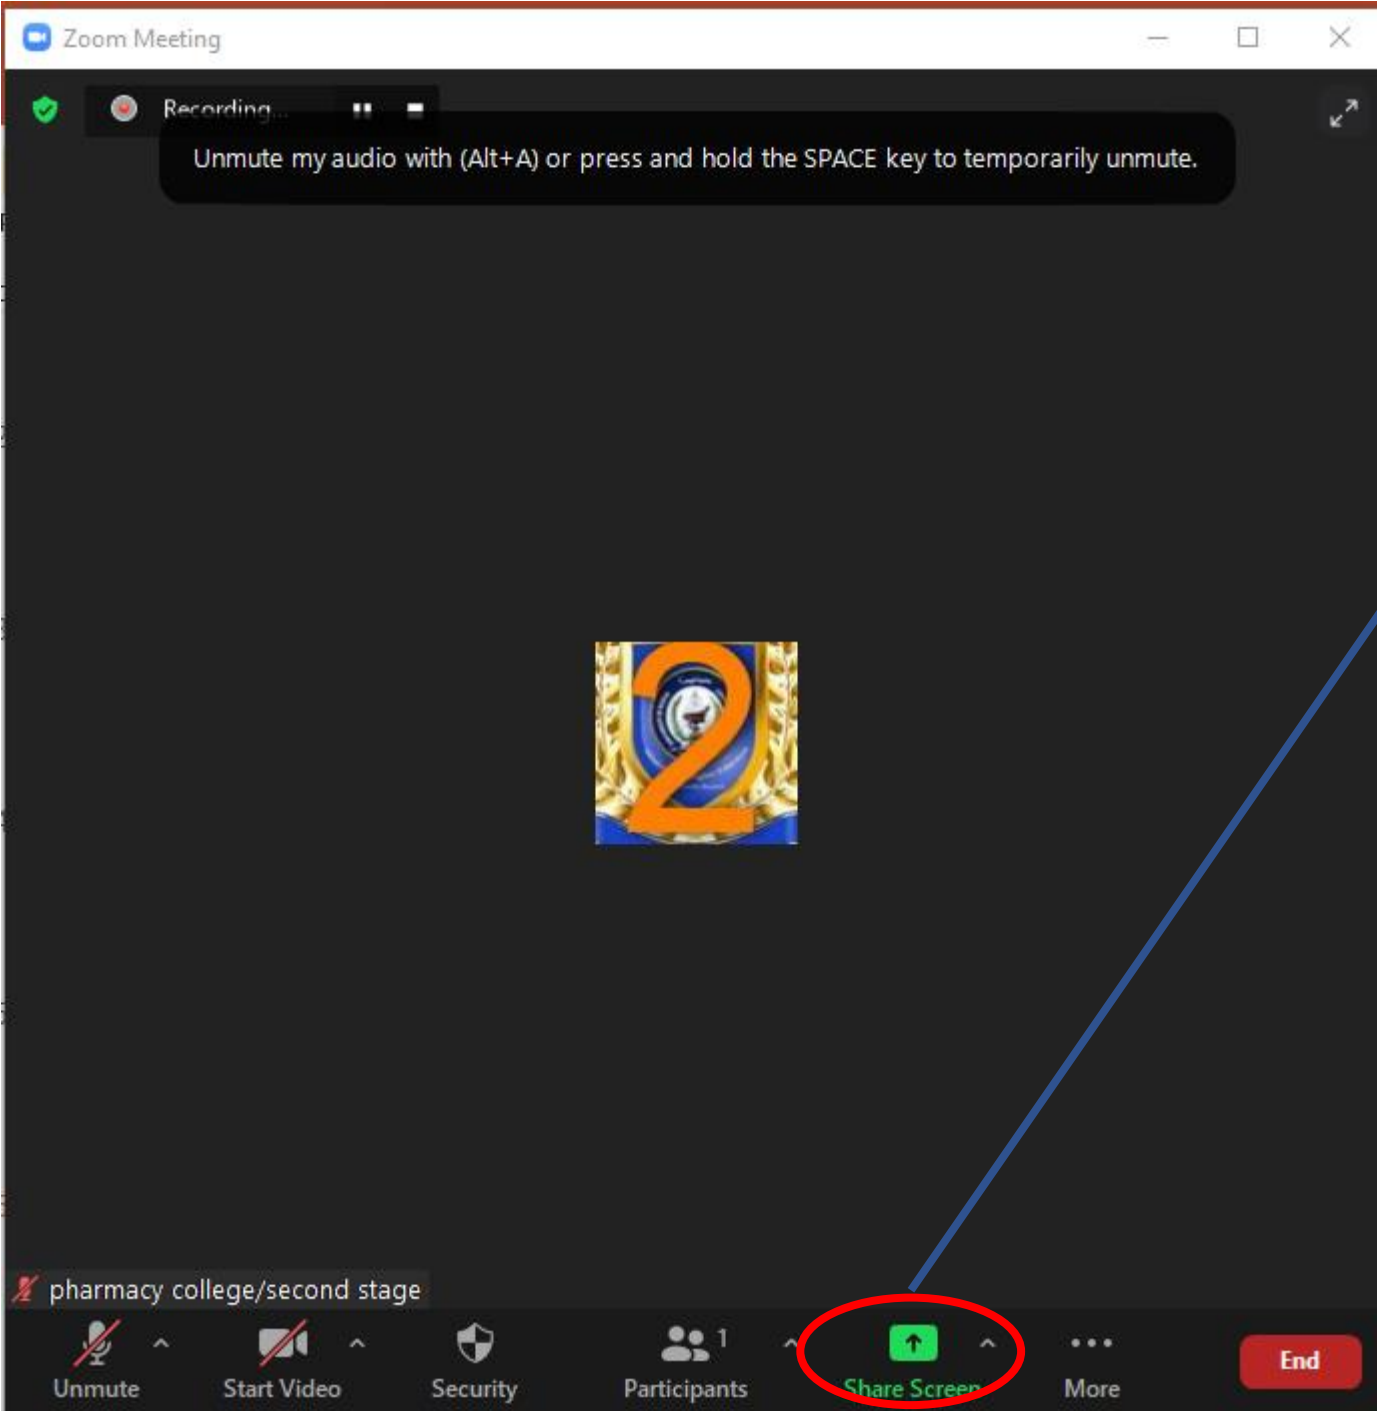 Zoom Meeting
Recording...
Unmute my audio with (Alt+A) or press and hold the SPACE key to temporarily unmute.
2
pharmacy college/second stage
1
Unmute
Start Video
Security
Participants
Share Screen
More
End